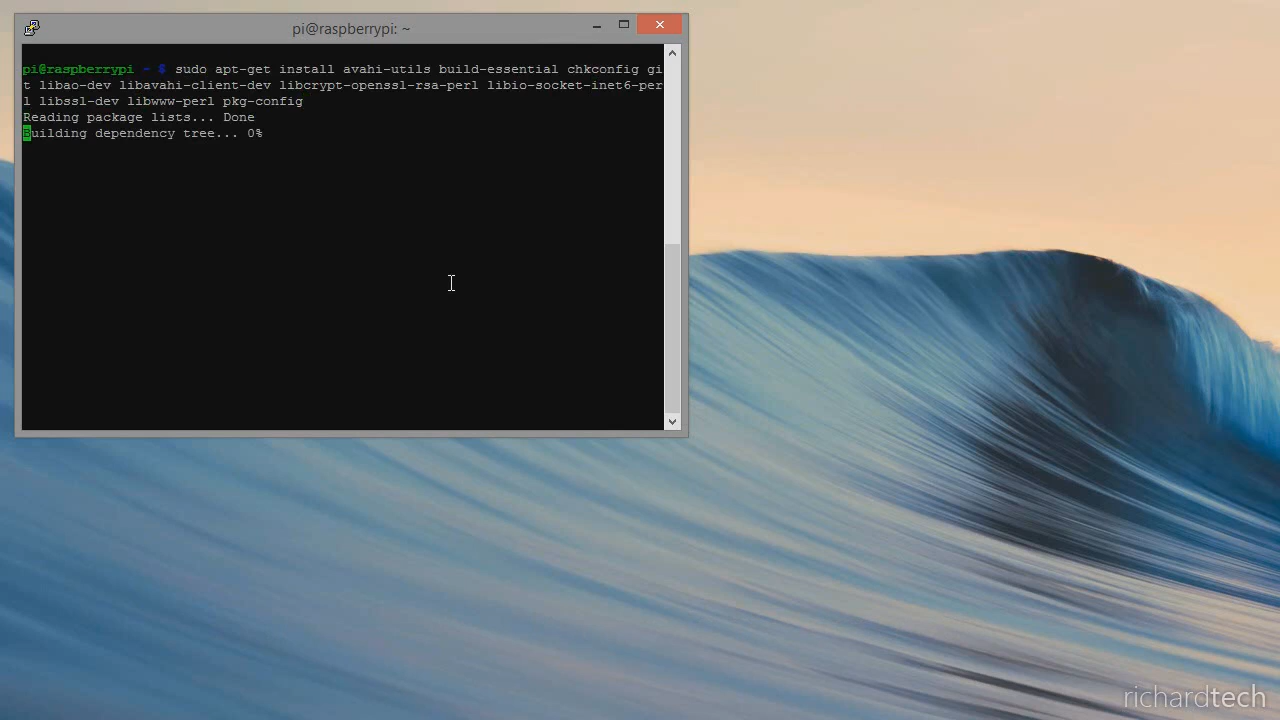 pi@raspberrypi: ~
pi@raspberrypi ~ $ sudo apt-get install avahi-utils build-essential chkconfig gi
t libao-dev libavahi-client-dev libcrypt-openssl-rsa-perl libio-socket-inet6-per
l libssl-dev libwww-perl pkg-config
Reading package lists... Done
Building dependency tree... 0%
richardtech